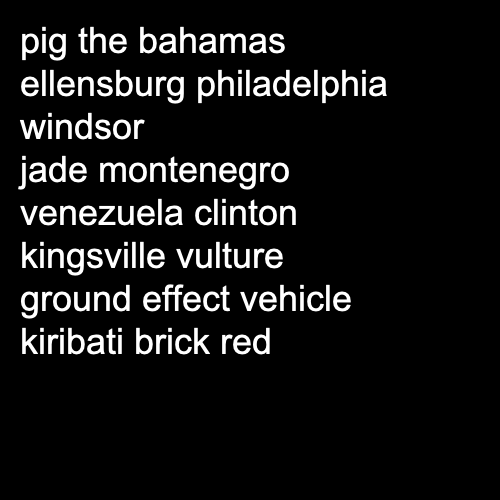 pig the bahamas
ellensburg philadelphia
windsor
jade montenegro
venezuela clinton
kingsville vulture
ground effect vehicle
kiribati brick red